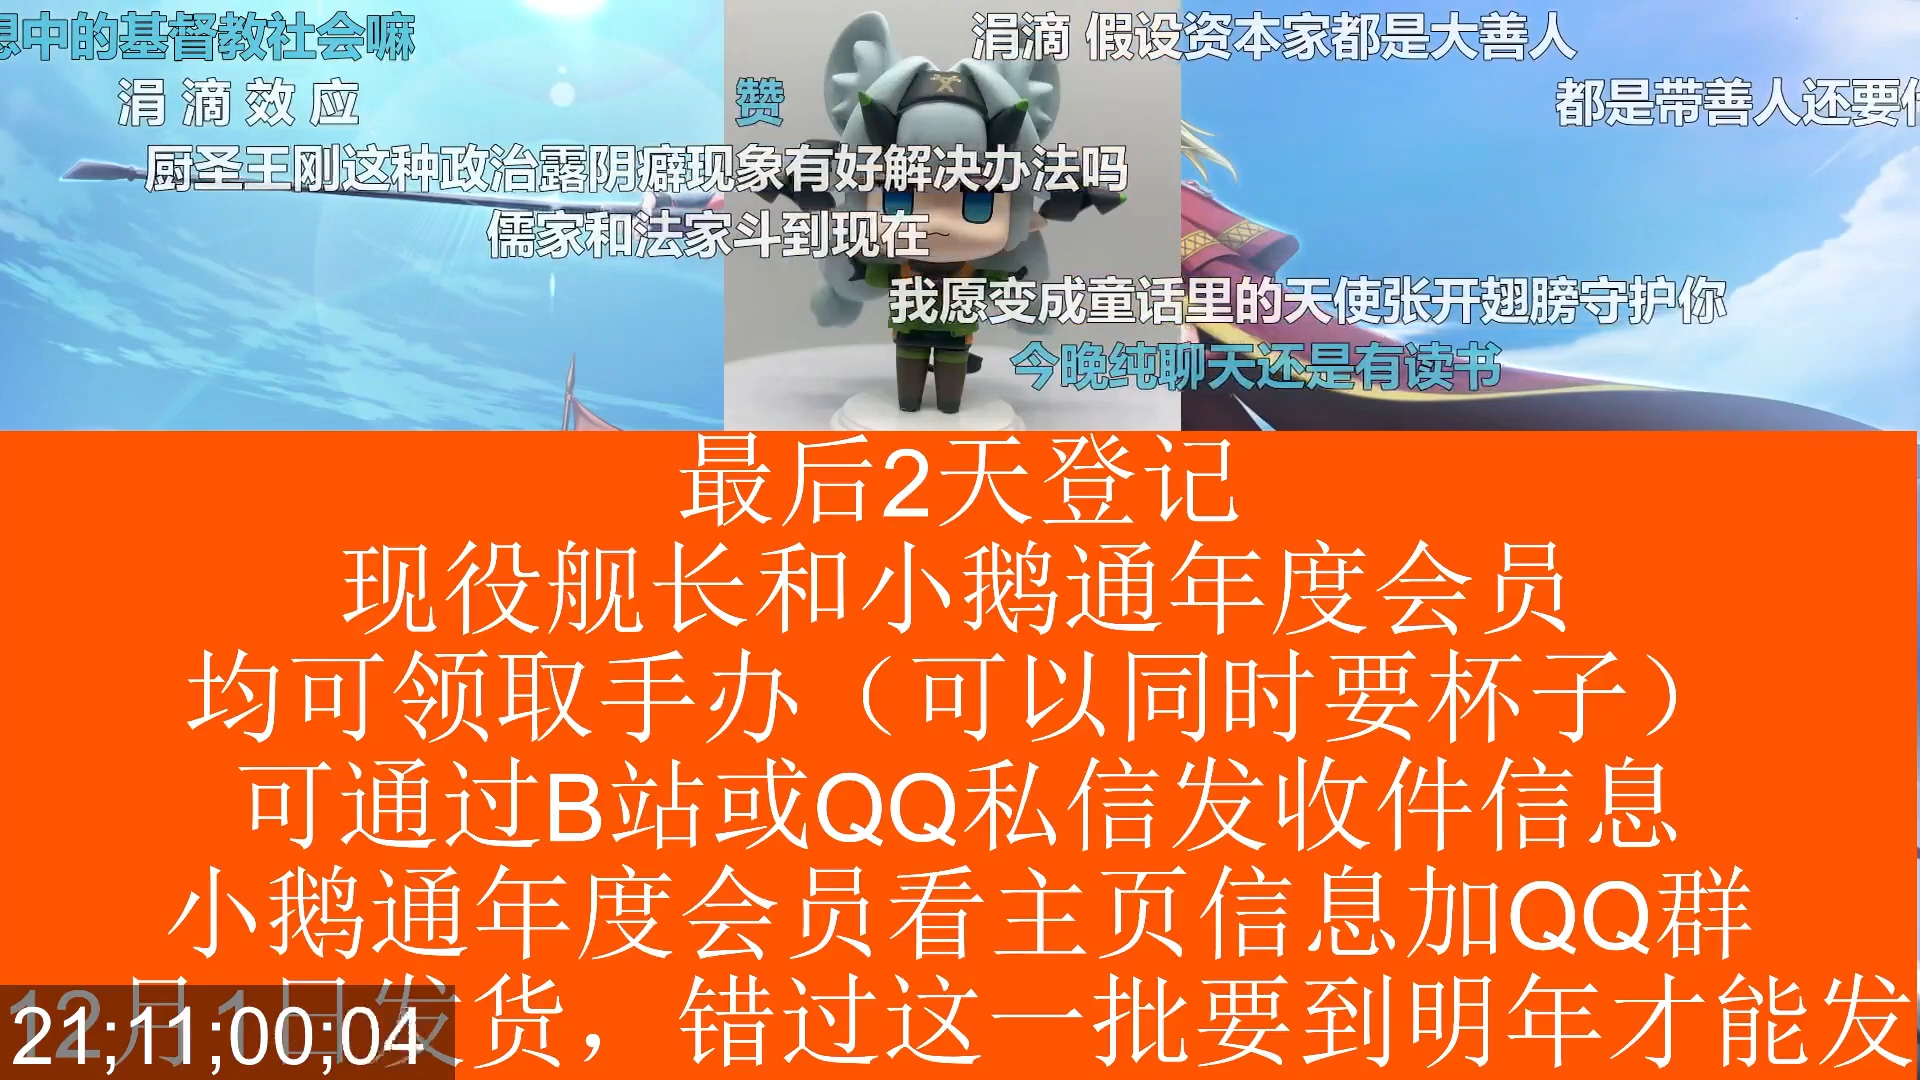 想中的基督教社会嘛
涓滴 假设资本家都是大善人
涓 滴 效 应
赞
都是带善人还要
厨圣王刚这种政治露阴癖现象有好解决办法吗
儒家和法家斗到现在
我愿变成童话里的天使张开翅膀守护你
今晚纯聊天还是有读书
最后2天登记
现役舰长和小鹅通年度会员
均可领取手办（可以同时要杯子）
可通过B站或QQ私信发收件信息
小鹅通年度会员看主页信息加QQ群
12月1日发货，错过这一批要到明年才能发
21;11;00;04